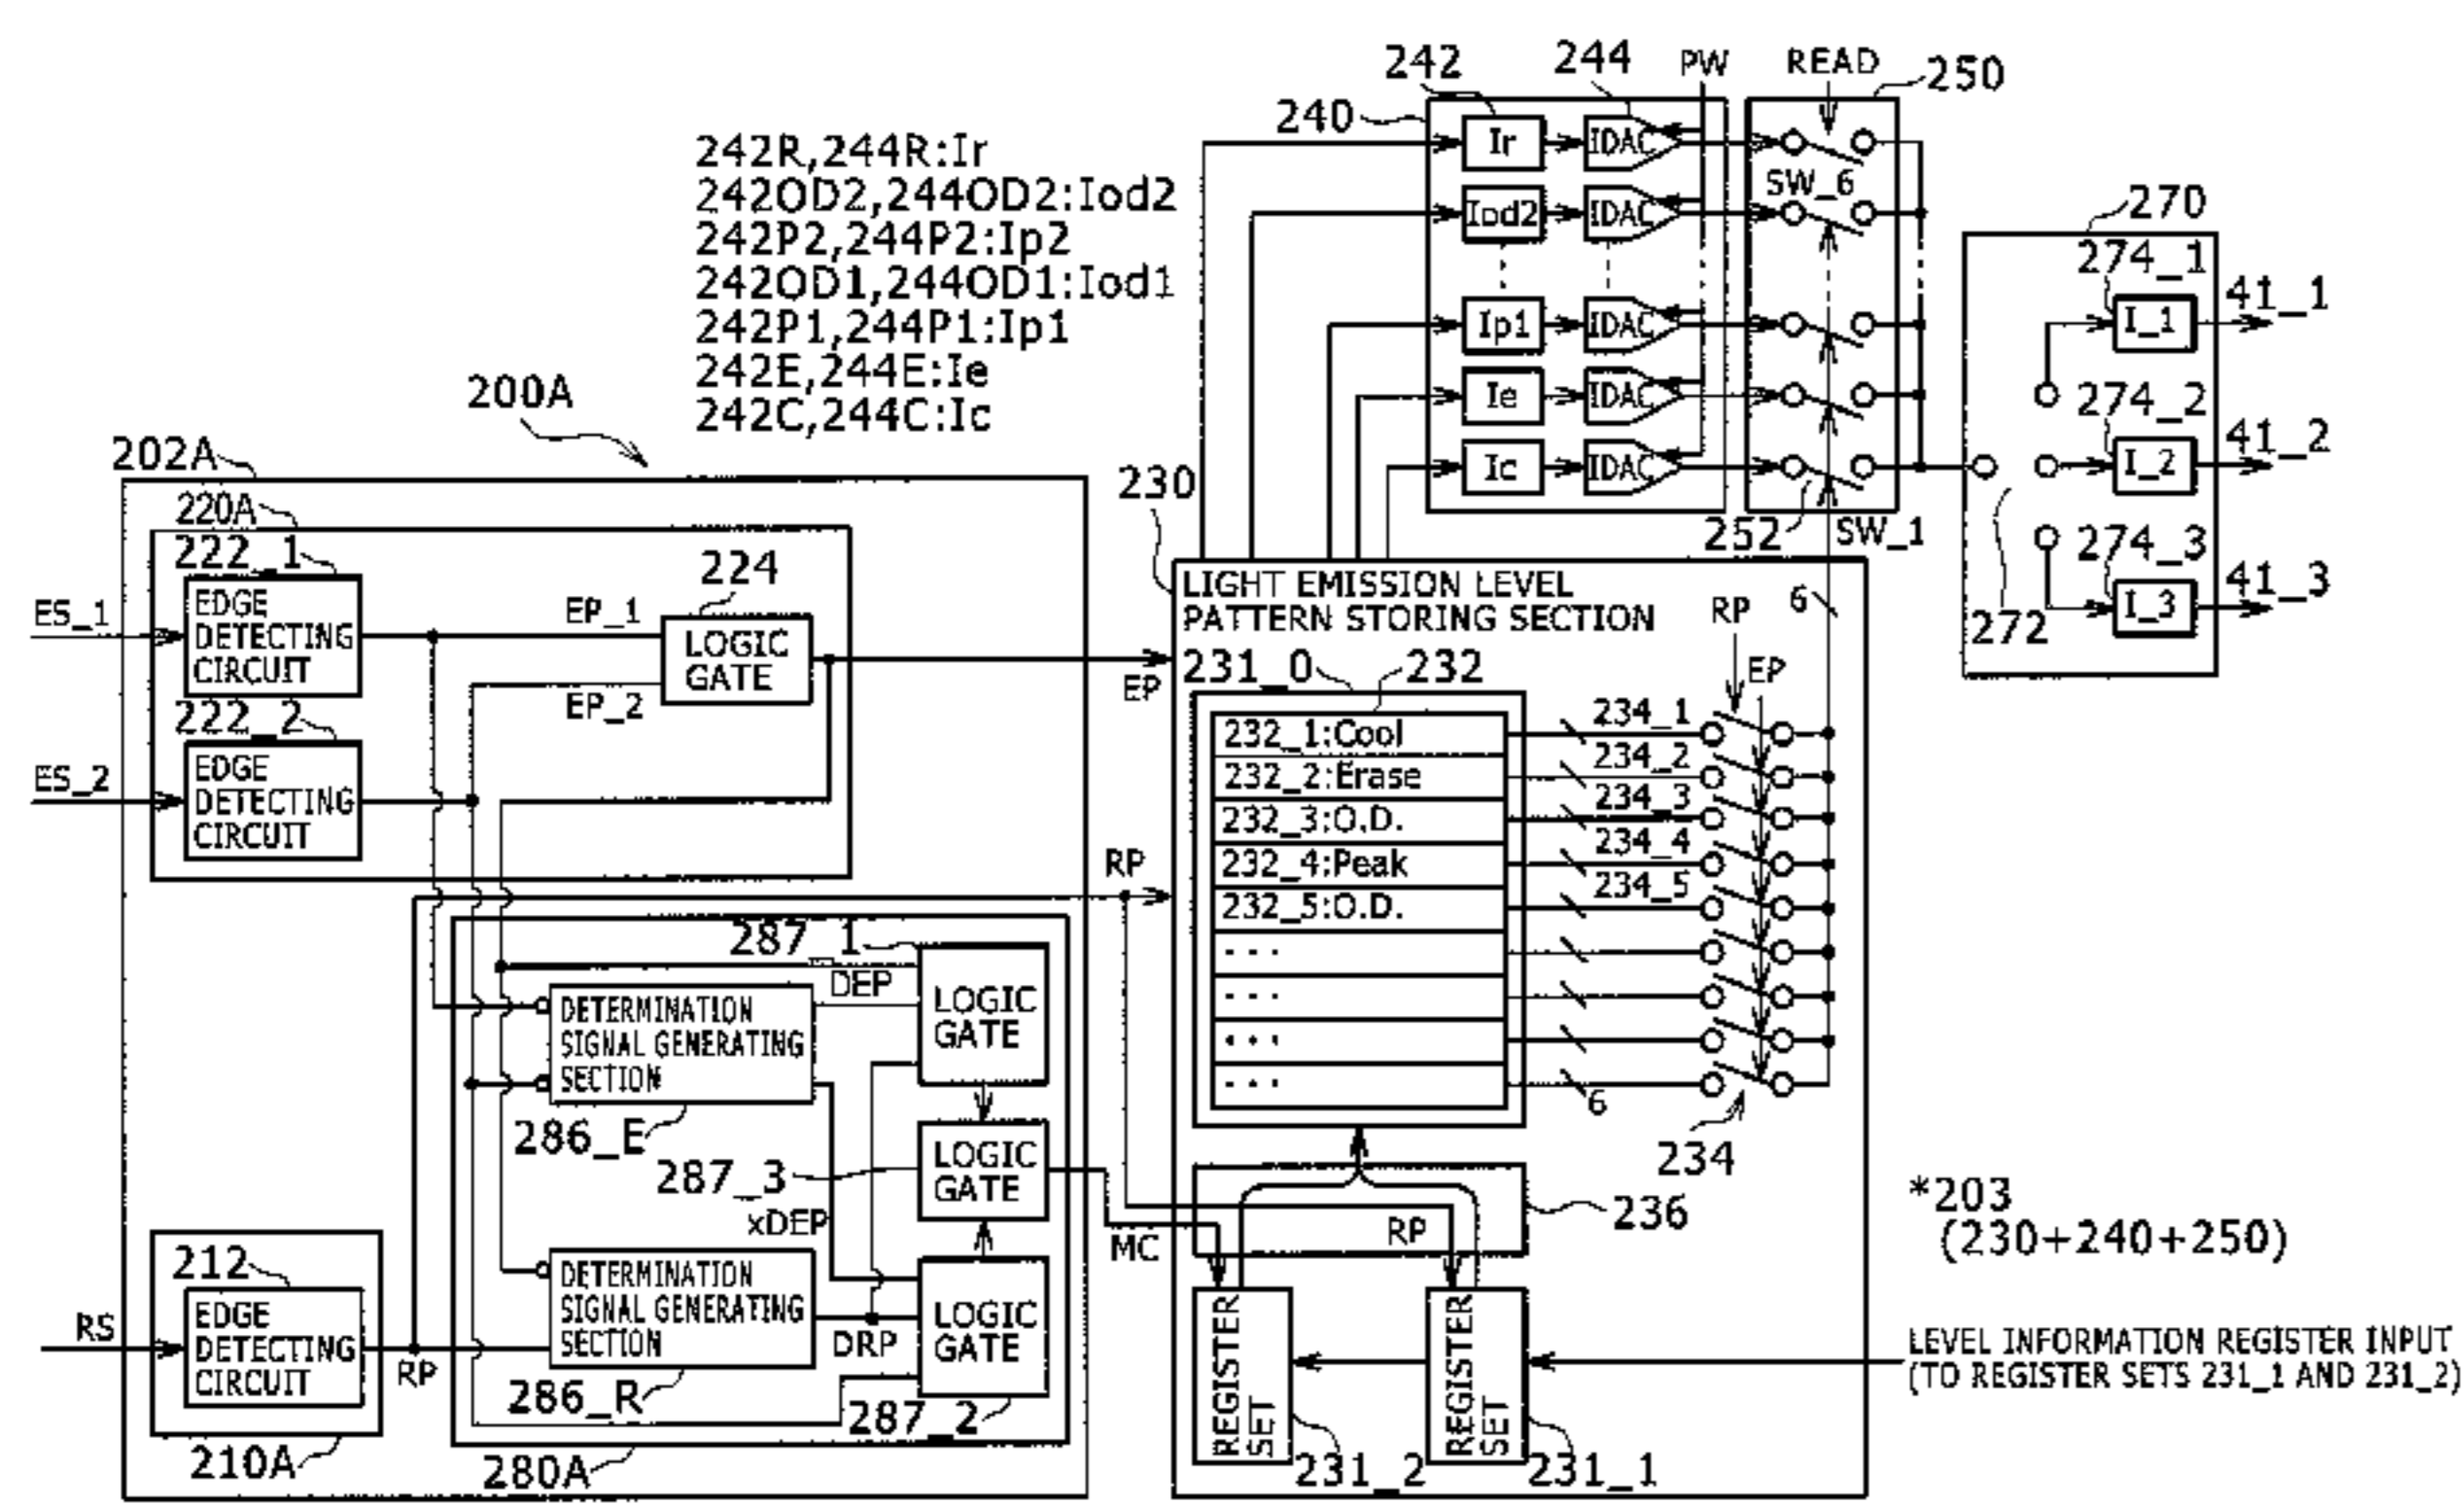 242
244
PW
READ
250
240
Ir
IDAC
242R,244R:Ir
242OD2,244OD2:Iod2
242P2,244P2:Ip2
242OD1,244OD1:Iod1
242P1,244P1:Ip1
242E,244E:Ie
242C,244C:Ic
SW_6
Iod2
IDAC
270
274_1
41_1
Ip1
IDAC
I_1
Ie
IDAC
274_2
41_2
Ic
IDAC
I_2
252
SW_1
274_3
41_3
I_3
272
200A
202A
220A
222_1
EDGE
DETECTING
CIRCUIT
ES_1
EP_1
224
LOGIC
GATE
EP_2
222_2
EDGE
DETECTING
CIRCUIT
ES_2
EP
RP
230
LIGHT EMISSION LEVEL
PATTERN STORING SECTION
231_0
232
RP
6
EP
232_1:Cool
234_1
232_2:Erase
234_2
232_3:O.D.
234_3
232_4:Peak
234_4
232_5:O.D.
234_5
...
...
...
...
6
234
287_1
DEP
LOGIC
GATE
DETERMINATION
SIGNAL GENERATING
SECTION
286_E
287_3
LOGIC
GATE
xDEP
MC
DETERMINATION
SIGNAL GENERATING
SECTION
286_R
DRP
LOGIC
GATE
287_2
280A
212
EDGE
DETECTING
CIRCUIT
RS
RP
210A
236
RP
*203
(230+240+250)
REGISTER
SET
231_2
REGISTER
SET
231_1
LEVEL INFORMATION REGISTER INPUT
(TO REGISTER SETS 231_1 AND 231_2)